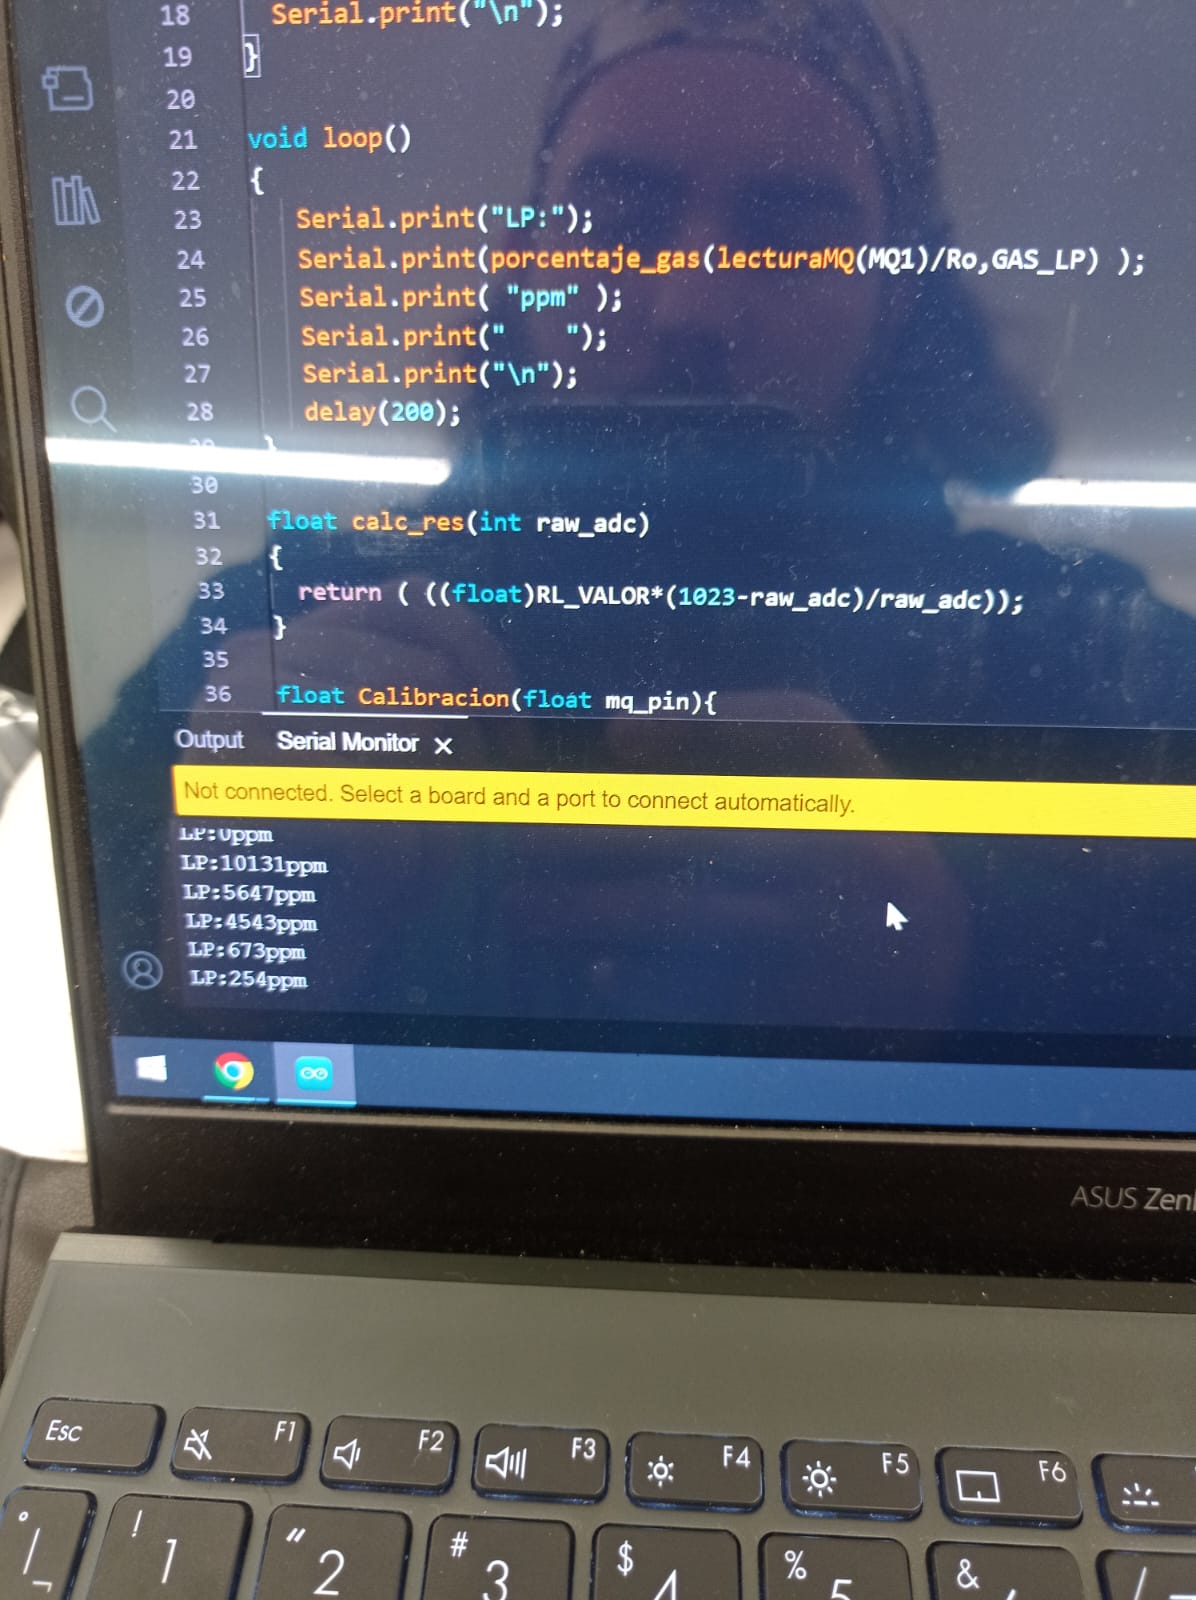 18 Serial.print("\n");
19 }
20
21 void loop()
22 {
23 Serial.print("LP:");
24 Serial.print(porcentaje_gas(lecturaMQ(MQ1)/Ro,GAS_LP) );
25 Serial.print( "ppm" );
26 Serial.print("     ");
27 Serial.print("\n");
28 delay(200);
29 }
30
31 float calc_res(int raw_adc)
32 {
33 return ( ((float)RL_VALOR*(1023-raw_adc)/raw_adc));
34 }
35
36 float Calibracion(float mq_pin){
Output Serial Monitor X
Not connected. Select a board and a port to connect automatically.
LP:0ppm
LP:10131ppm
LP:5647ppm
LP:4543ppm
LP:673ppm
LP:254ppm
ASUS
Esc F1 F2 F3 F4 F5 F6
° ! " # $ % &
| 1 2 3 4 5 /
¬